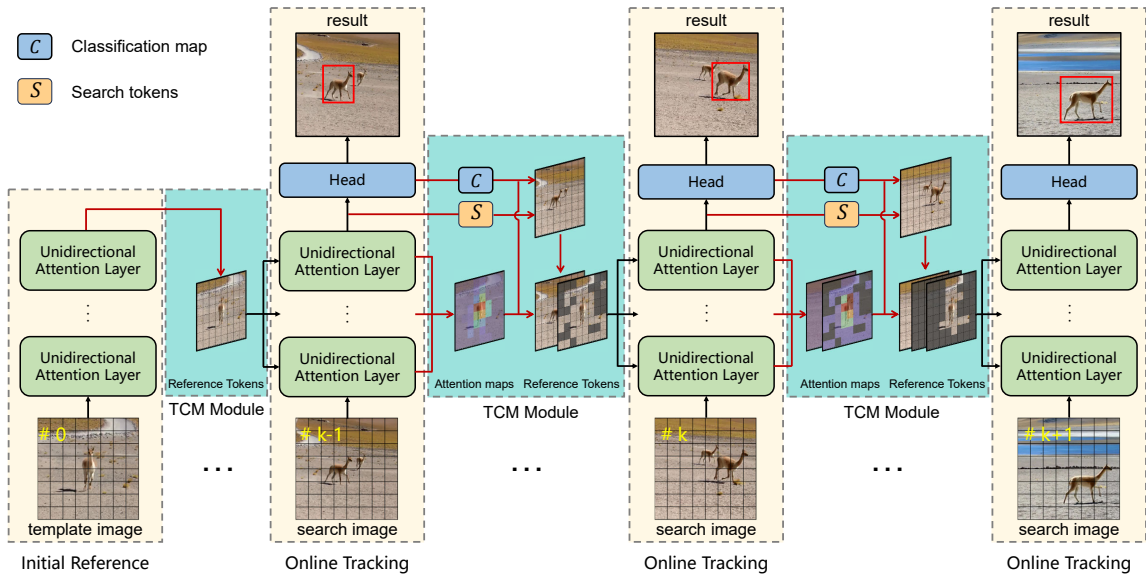 C
Classification map
S
Search tokens
Unidirectional
Attention Layer
⋮
Unidirectional
Attention Layer
# 0
template image
Initial Reference
Reference Tokens
TCM Module
...
result
Head
Unidirectional
Attention Layer
⋮
Unidirectional
Attention Layer
# k-1
search image
Online Tracking
C
S
Attention maps
Reference Tokens
TCM Module
...
result
Head
Unidirectional
Attention Layer
⋮
Unidirectional
Attention Layer
# k
search image
Online Tracking
C
S
Attention maps
Reference Tokens
TCM Module
...
result
Head
Unidirectional
Attention Layer
⋮
Unidirectional
Attention Layer
# k+1
search image
Online Tracking